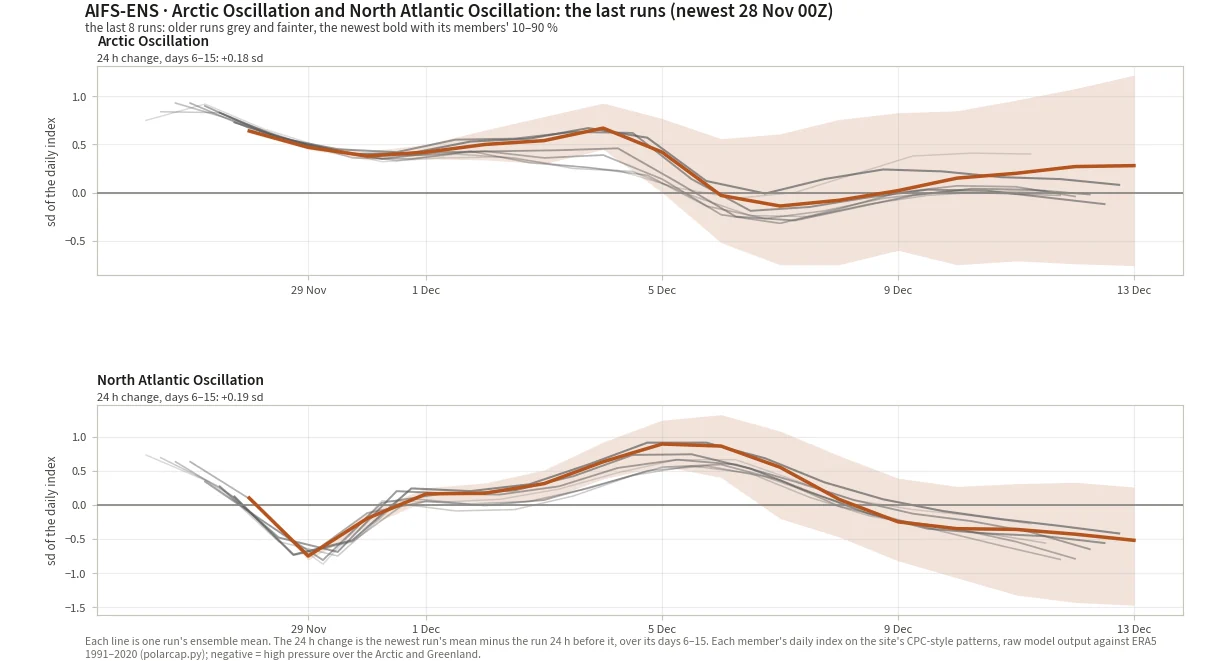 AIFS-ENS · Arctic Oscillation and North Atlantic Oscillation: the last runs (newest 28 Nov 00Z)
the last 8 runs: older runs grey and fainter, the newest bold with its members' 10–90 %
Arctic Oscillation
24 h change, days 6–15: +0.18 sd
sd of the daily index
1.0
0.5
0.0
−0.5
29 Nov
1 Dec
5 Dec
9 Dec
13 Dec
North Atlantic Oscillation
24 h change, days 6–15: +0.19 sd
sd of the daily index
1.0
0.5
0.0
−0.5
−1.0
−1.5
29 Nov
1 Dec
5 Dec
9 Dec
13 Dec
Each line is one run's ensemble mean. The 24 h change is the newest run's mean minus the run 24 h before it, over its days 6–15. Each member's daily index on the site's CPC-style patterns, raw model output against ERA5
1991–2020 (polarcap.py); negative = high pressure over the Arctic and Greenland.